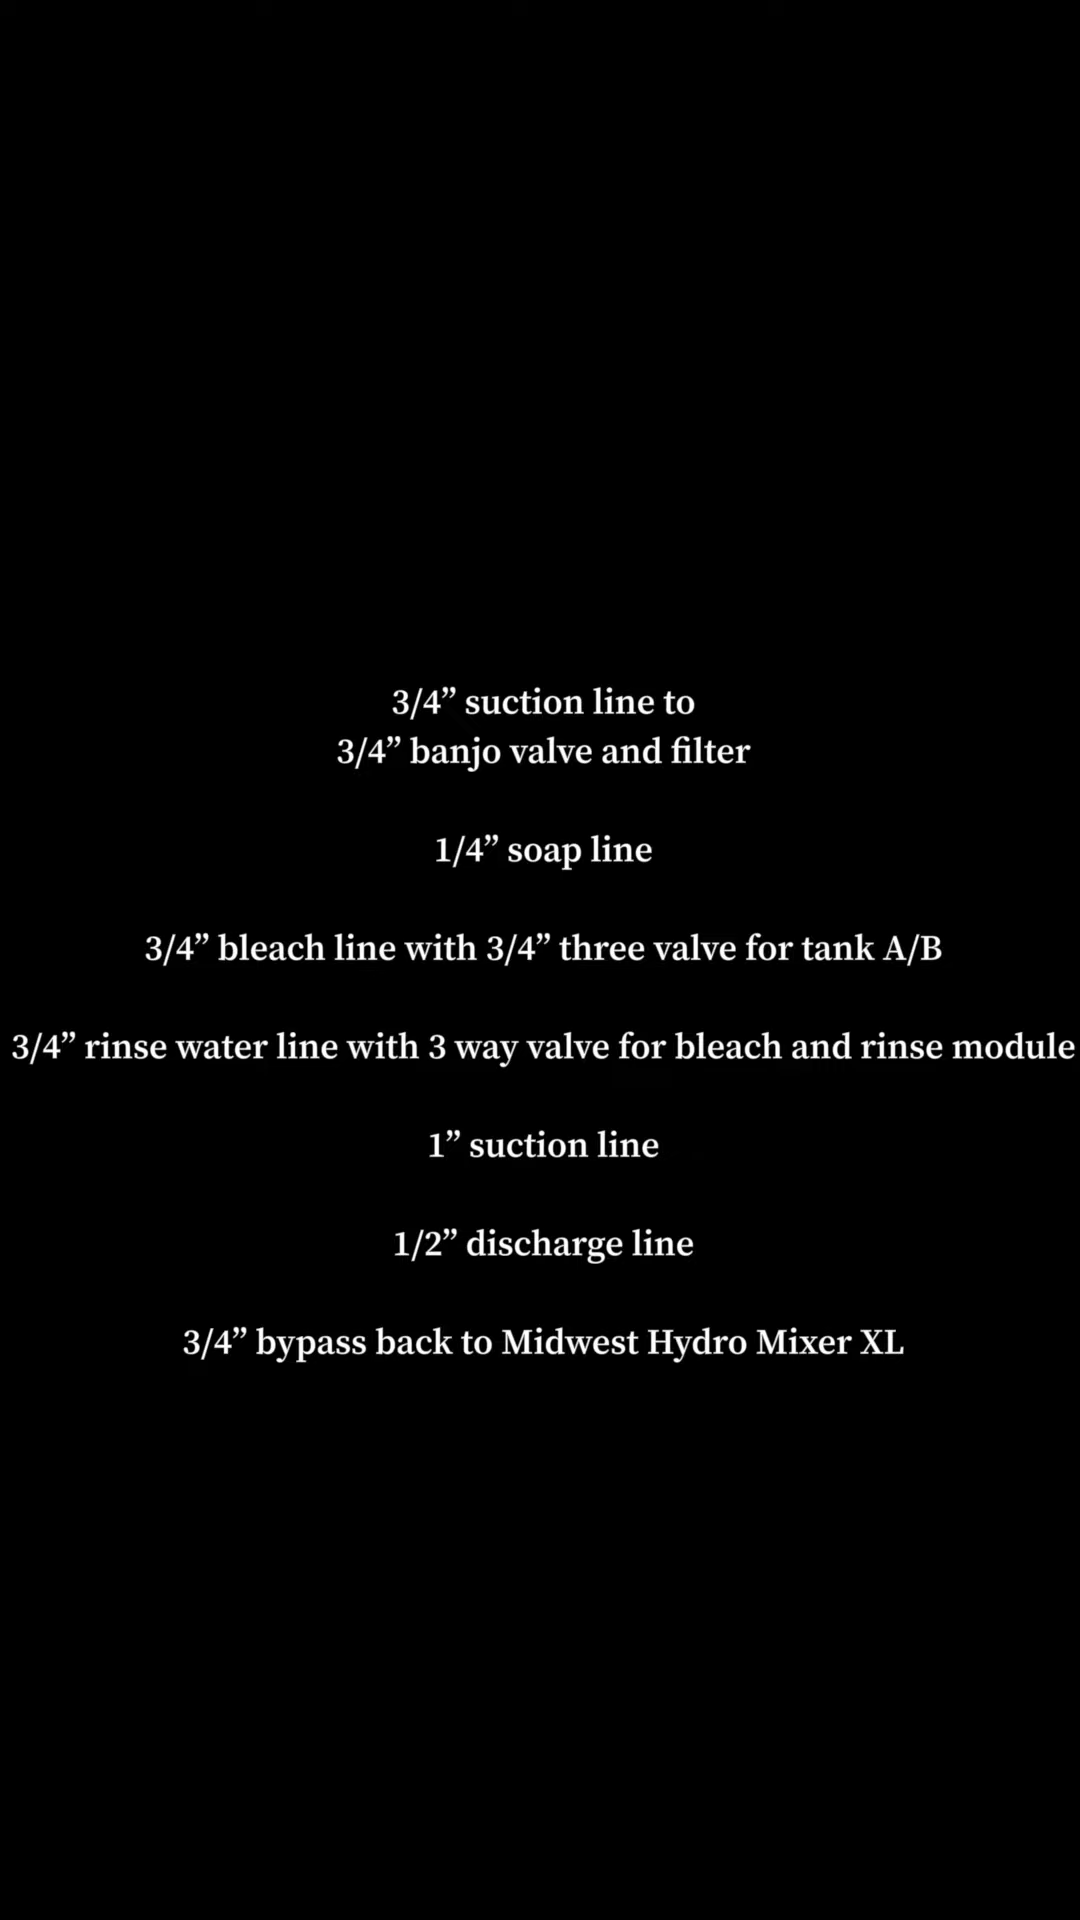 3/4” suction line to
3/4” banjo valve and filter
1/4” soap line
3/4” bleach line with 3/4” three valve for tank A/B
3/4” rinse water line with 3 way valve for bleach and rinse module
1” suction line
1/2” discharge line
3/4” bypass back to Midwest Hydro Mixer XL